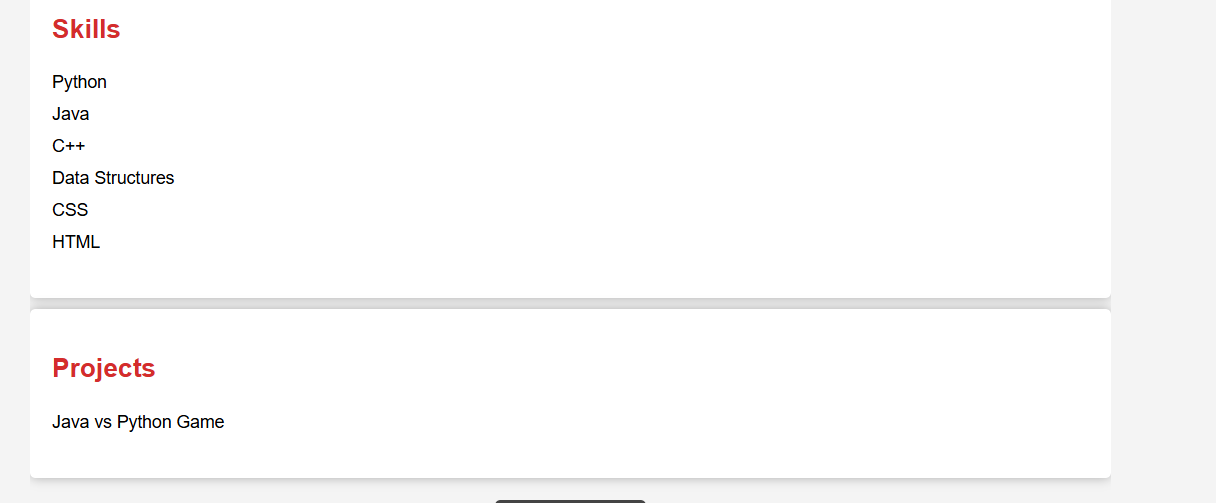 Skills
Python
Java
C++
Data Structures
CSS
HTML
Projects
Java vs Python Game